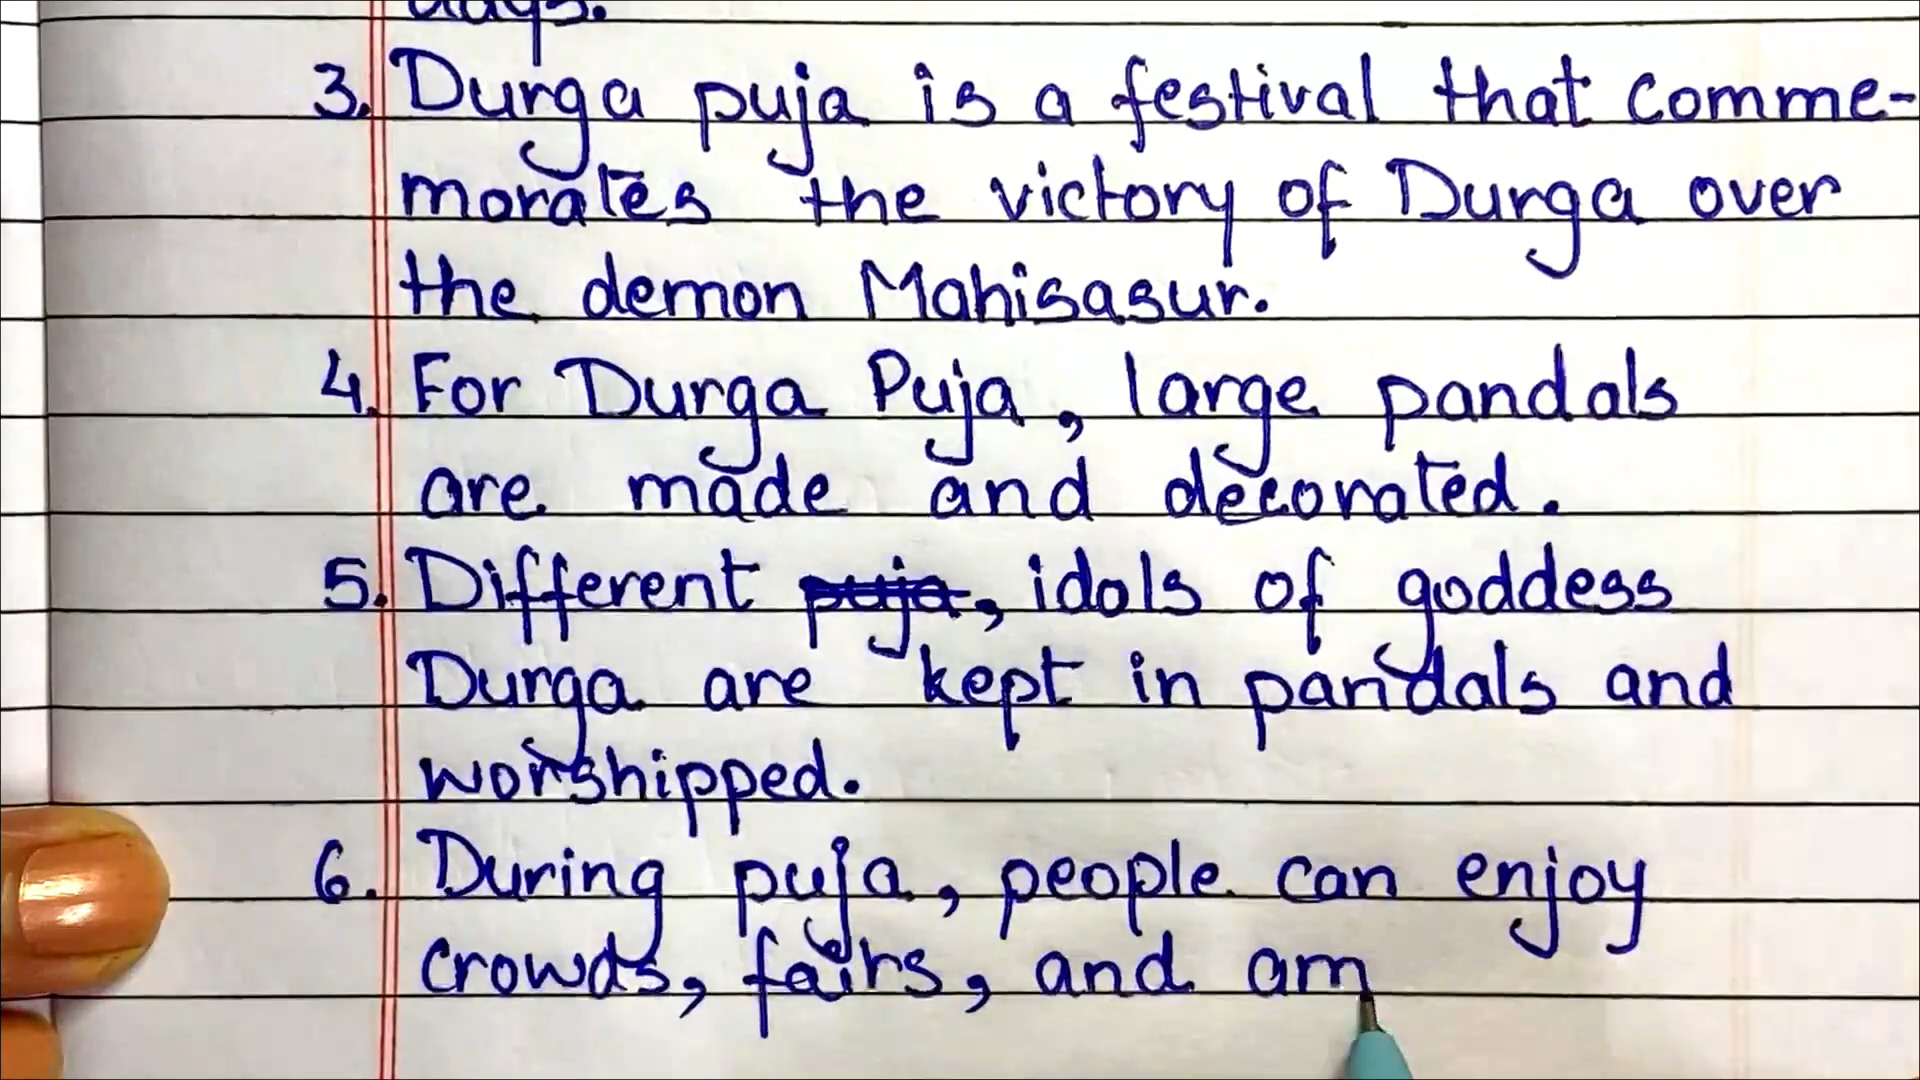 days.
3. Durga puja is a festival that comme-
morates the victory of Durga over
the demon Mahisasur.
4. For Durga Puja, large pandals
are made and decorated.
5. Different puja, idols of goddess
Durga are kept in pandals and
worshipped.
6. During puja, people can enjoy
crowds, fairs, and am